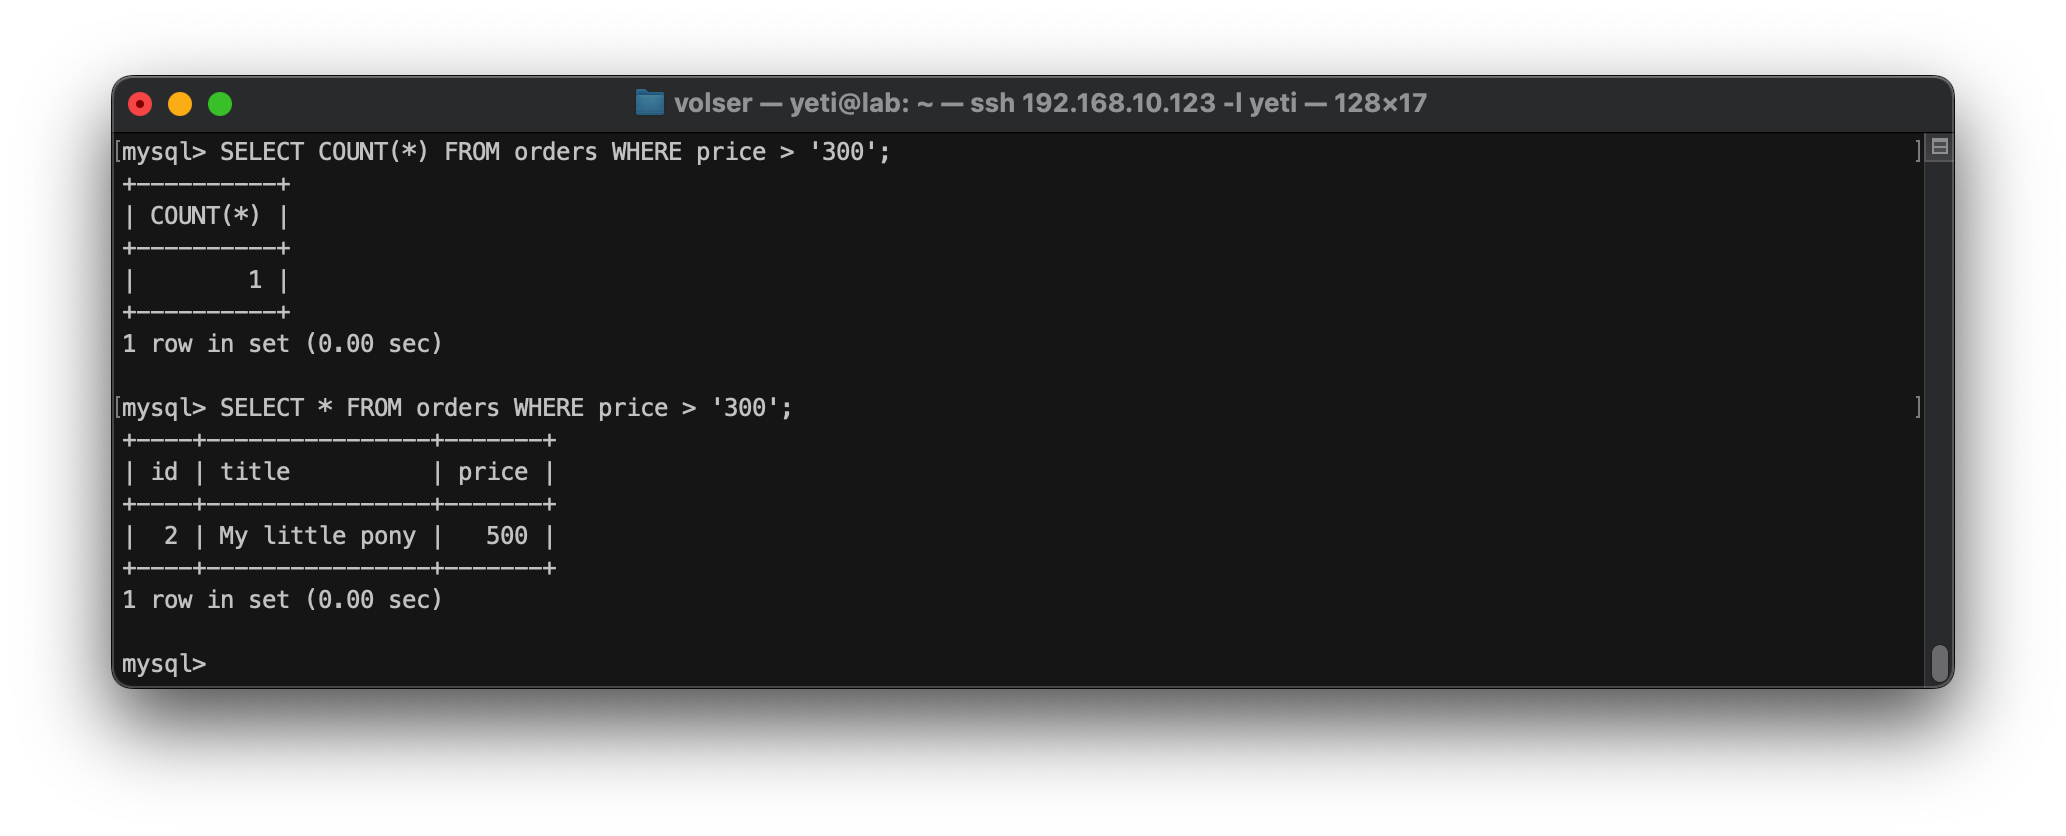 volser — yeti@lab: ~ — ssh 192.168.10.123 -l yeti — 128×17
[mysql> SELECT COUNT(*) FROM orders WHERE price > '300'; ]
+----------+
| COUNT(*) |
+----------+
|        1 |
+----------+
1 row in set (0.00 sec)
[mysql> SELECT * FROM orders WHERE price > '300'; ]
+----+----------------+-------+
| id | title          | price |
+----+----------------+-------+
|  2 | My little pony |   500 |
+----+----------------+-------+
1 row in set (0.00 sec)
mysql>